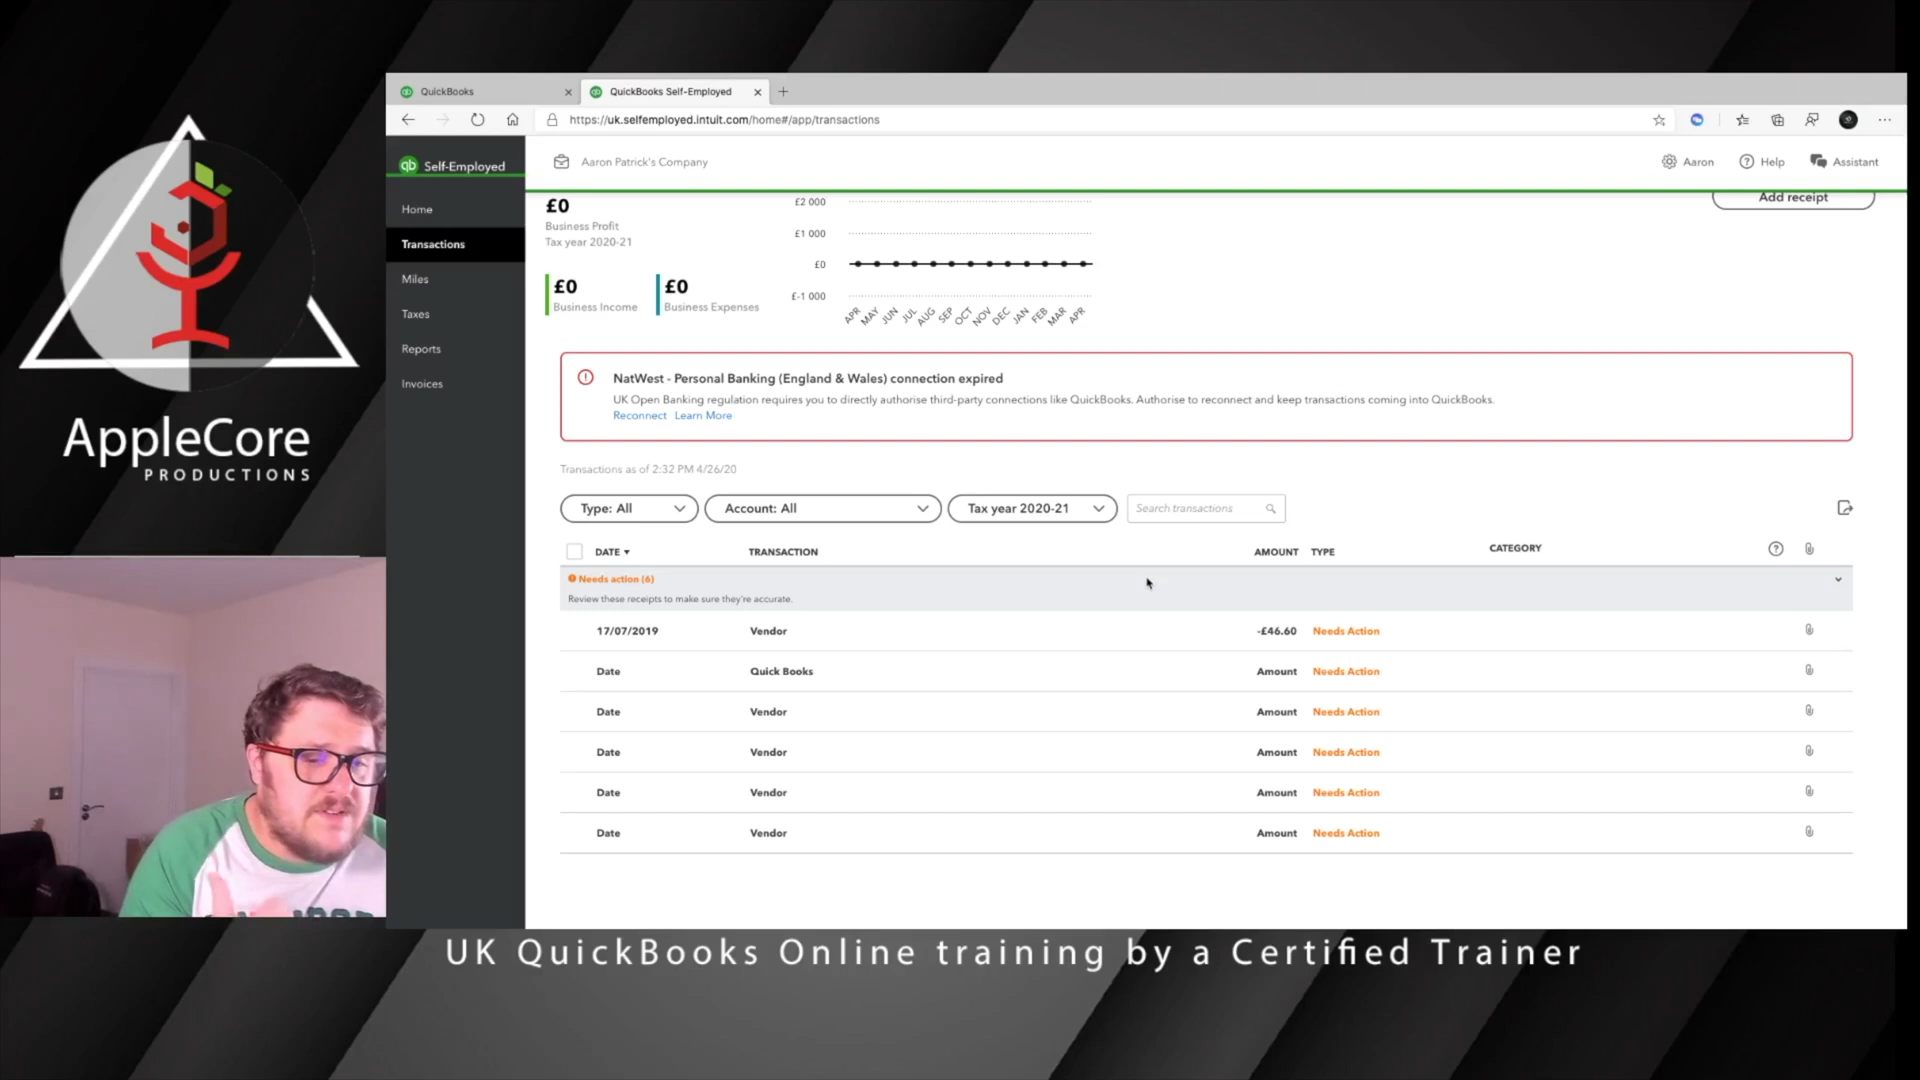 QuickBooks
QuickBooks Self-Employed
https://uk.selfemployed.intuit.com/home#/app/transactions
qb Self-Employed
Aaron Patrick's Company
Aaron
Help
Assistant
Home
Transactions
Miles
Taxes
Reports
Invoices
£0
Business Profit
Tax year 2020-21
£0
Business Income
£0
Business Expenses
£2 000
£1 000
£0
£-1 000
APR MAY JUN JUL AUG SEP OCT NOV DEC JAN FEB MAR APR
Add receipt
NatWest - Personal Banking (England & Wales) connection expired
UK Open Banking regulation requires you to directly authorise third-party connections like QuickBooks. Authorise to reconnect and keep transactions coming into QuickBooks.
Reconnect Learn More
Transactions as of 2:32 PM 4/26/20
Type: All
Account: All
Tax year 2020-21
Search transactions
DATE TRANSACTION AMOUNT TYPE CATEGORY
Needs action (6)
Review these receipts to make sure they're accurate.
17/07/2019 Vendor -£46.60 Needs Action
Date Quick Books Amount Needs Action
Date Vendor Amount Needs Action
Date Vendor Amount Needs Action
Date Vendor Amount Needs Action
Date Vendor Amount Needs Action
AppleCore
PRODUCTIONS
UK QuickBooks Online training by a Certified Trainer